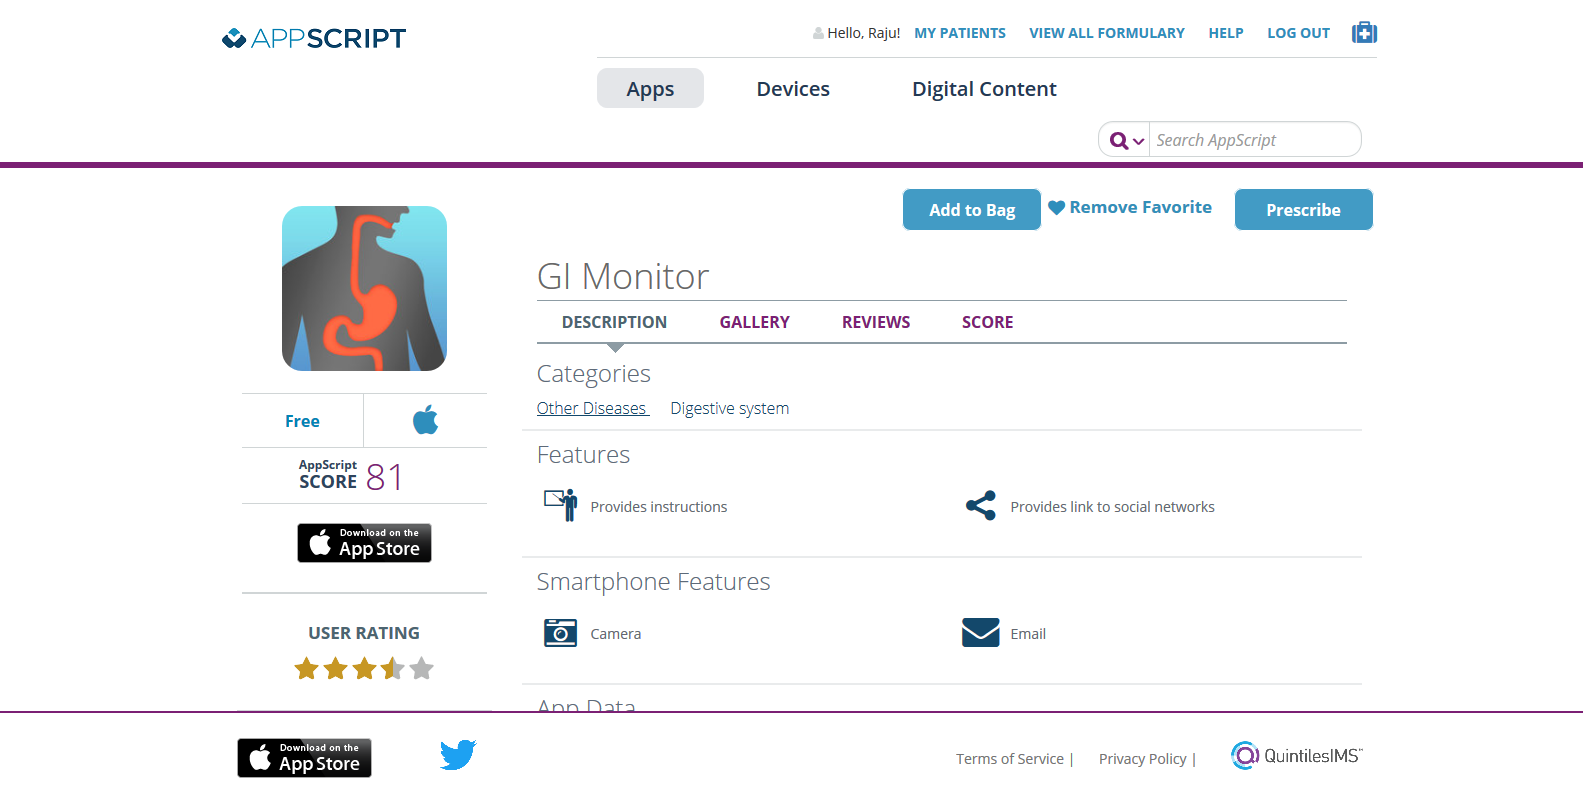 APPSCRIPT
Hello, Raju! MY PATIENTS VIEW ALL FORMULARY HELP LOG OUT
Apps Devices Digital Content
Search AppScript
Add to Bag Remove Favorite Prescribe
GI Monitor
DESCRIPTION GALLERY REVIEWS SCORE
Categories
Other Diseases Digestive system
Free
Features
AppScript
SCORE 81
Provides instructions Provides link to social networks
Download on the
App Store
Smartphone Features
USER RATING
Camera Email
App Data
Download on the
App Store
Terms of Service | Privacy Policy | QuintilesIMS™